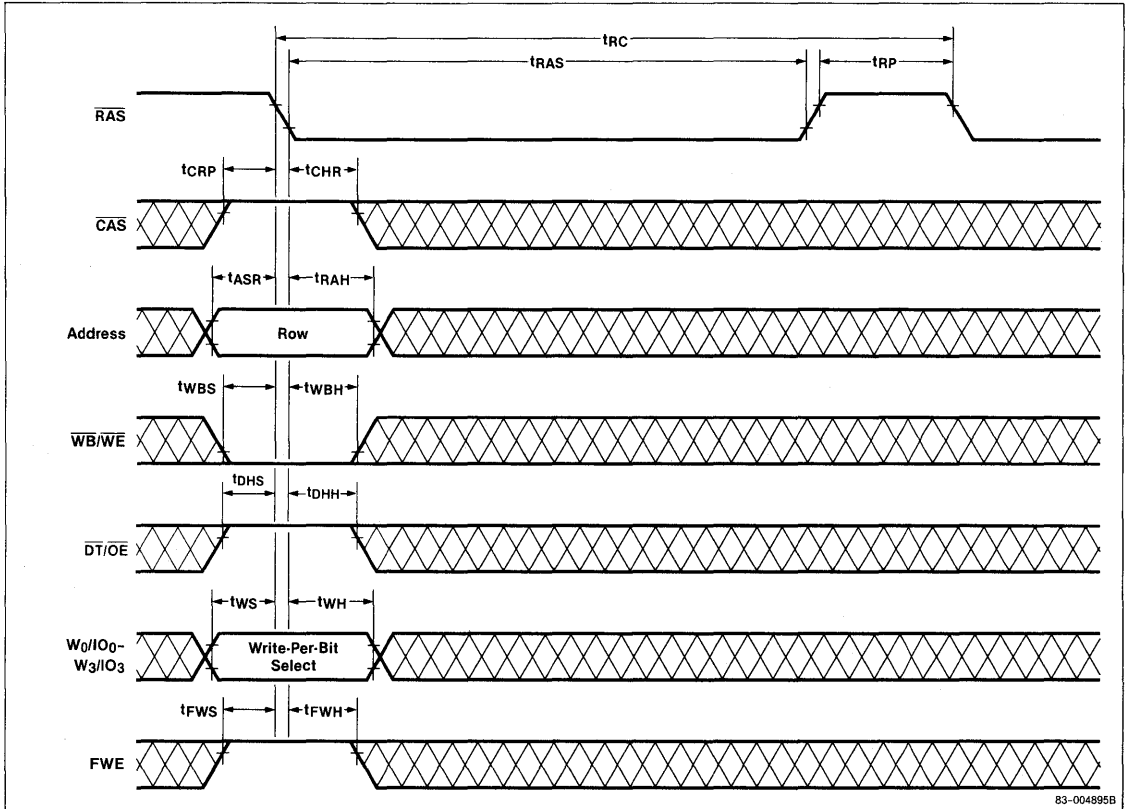 tRC
tRAS
tRP
RAS
tCRP
tCHR
CAS
tASR
tRAH
Address
Row
tWBS
tWBH
WB/WE
tDHS
tDHH
DT/OE
tWS
tWH
W0/IO0–
W3/IO3
Write-Per-Bit
Select
tFWS
tFWH
FWE
83-004895B